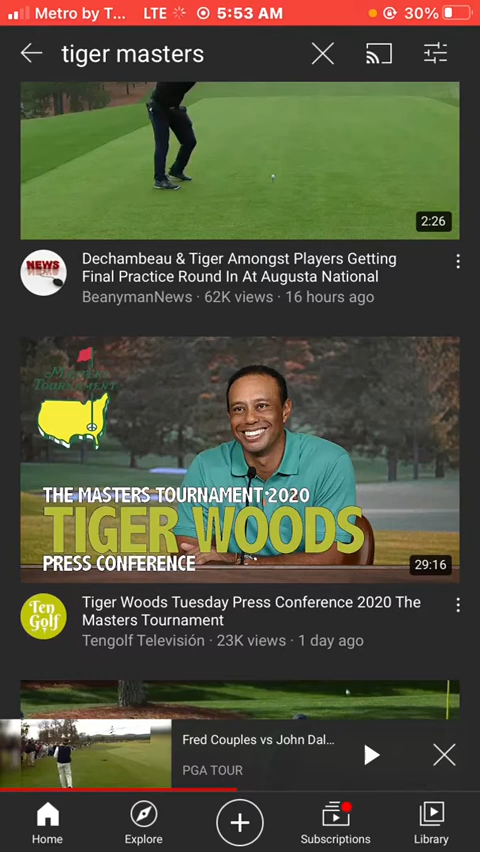 Metro by T... LTE 5:53 AM 30%
tiger masters
2:26
NEWS
Dechambeau & Tiger Amongst Players Getting
Final Practice Round In At Augusta National
BeanymanNews · 62K views · 16 hours ago
Masters
Tournament
THE MASTERS TOURNAMENT 2020
TIGER WOODS
PRESS CONFERENCE
29:16
Ten
Golf
Tiger Woods Tuesday Press Conference 2020 The
Masters Tournament
Tengolf Televisión · 23K views · 1 day ago
Fred Couples vs John Dal...
PGA TOUR
Home
Explore
Subscriptions
Library